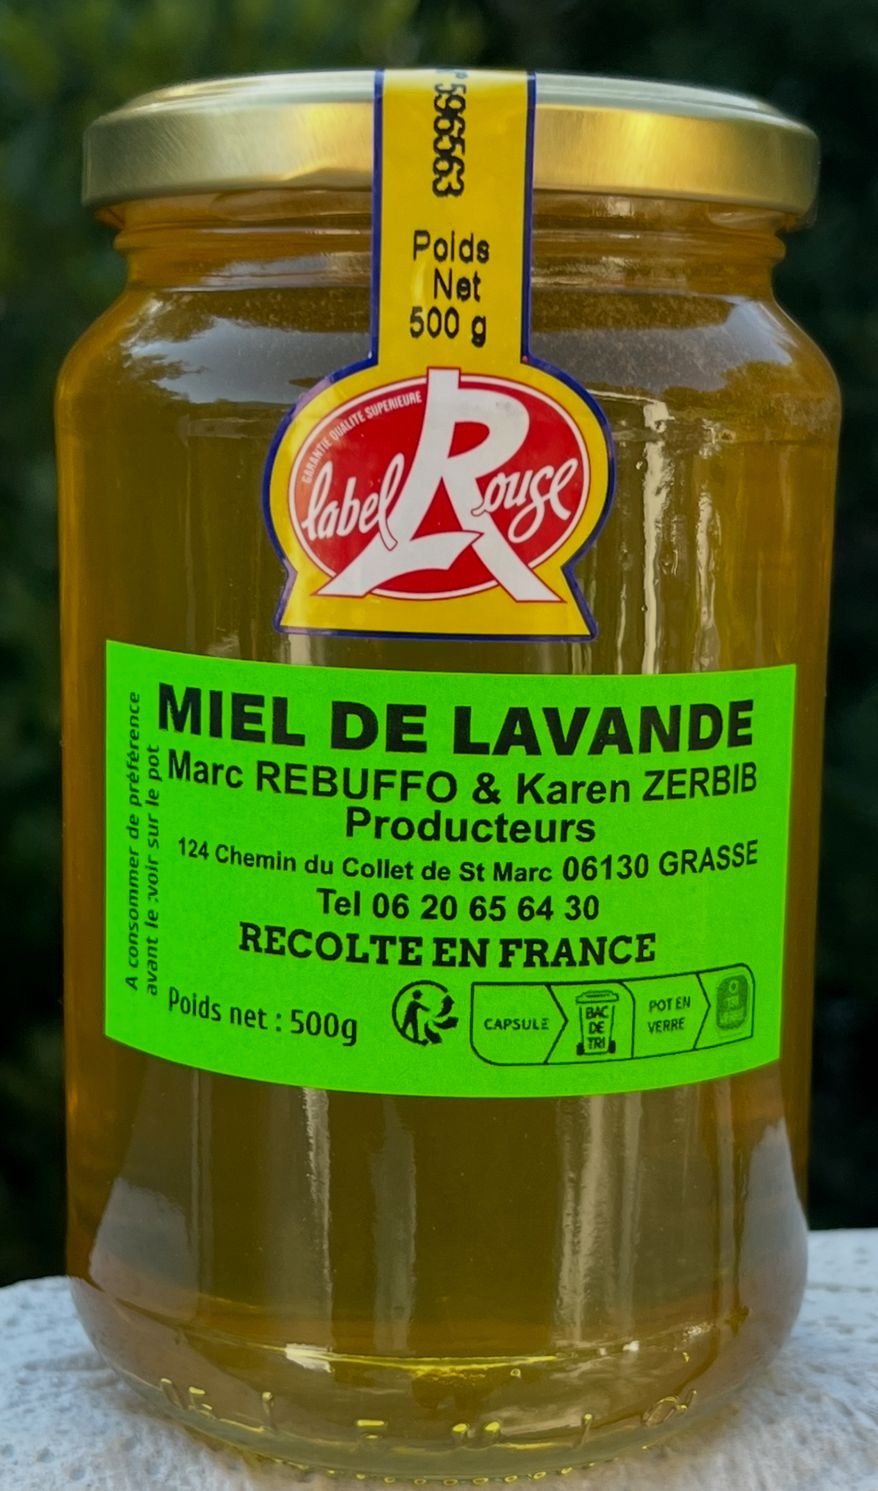 N° 596563
Poids
Net
500 g
GARANTIE QUALITE SUPERIEURE
label Rouge
MIEL DE LAVANDE
Marc REBUFFO & Karen ZERBIB
Producteurs
124 Chemin du Collet de St Marc 06130 GRASSE
Tel 06 20 65 64 30
RECOLTE EN FRANCE
A consommer de préférence
avant le :voir sur le pot
Poids net : 500g
CAPSULE
BAC
DE
TRI
POT EN
VERRE
TRI
VERRE